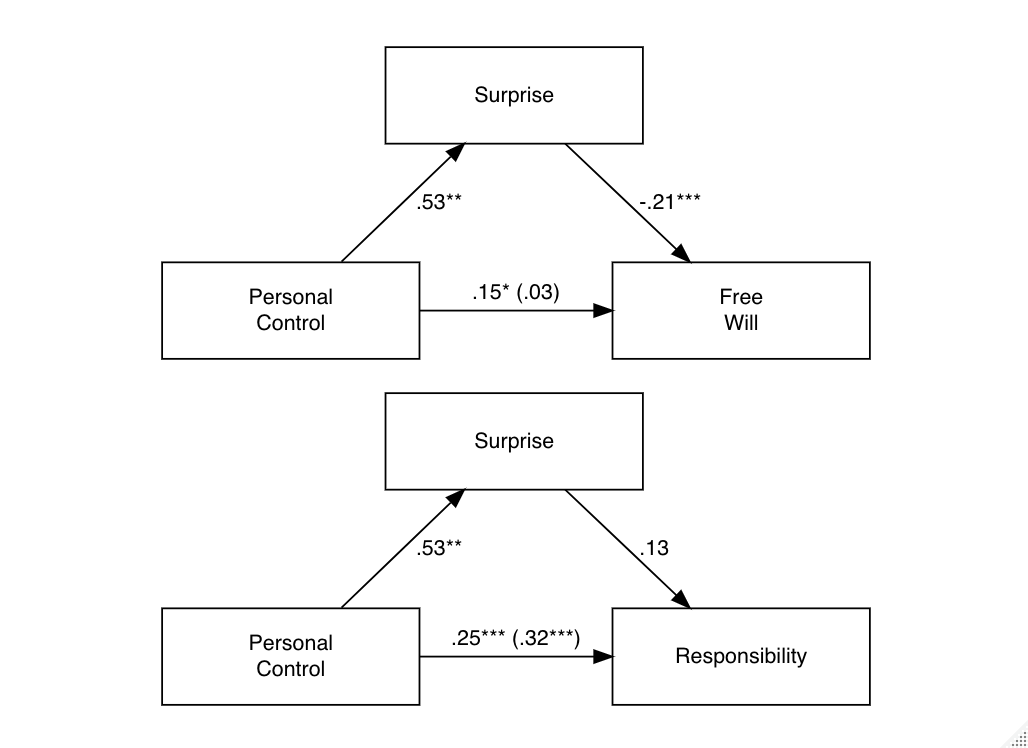 Surprise
.53**
-.21***
Personal
Control
.15* (.03)
Free
Will
Surprise
.53**
.13
Personal
Control
.25*** (.32***)
Responsibility